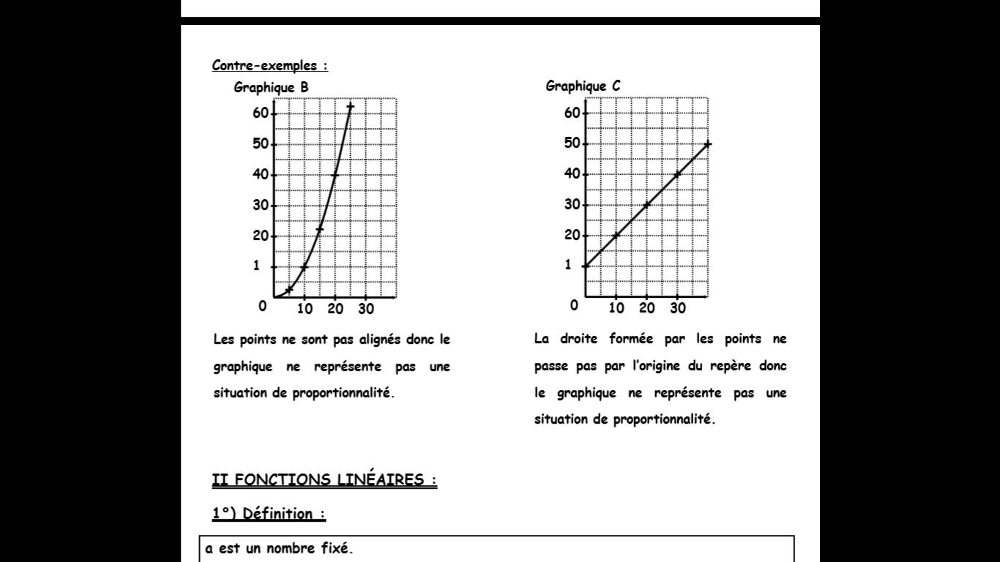 Contre-exemples :
Graphique B
60
50
40
30
20
1
0
10 20 30
Les points ne sont pas alignés donc le
graphique ne représente pas une
situation de proportionnalité.
Graphique C
60
50
40
30
20
1
0
10 20 30
La droite formée par les points ne
passe pas par l'origine du repère donc
le graphique ne représente pas une
situation de proportionnalité.
II FONCTIONS LINÉAIRES :
1°) Définition :
a est un nombre fixé.